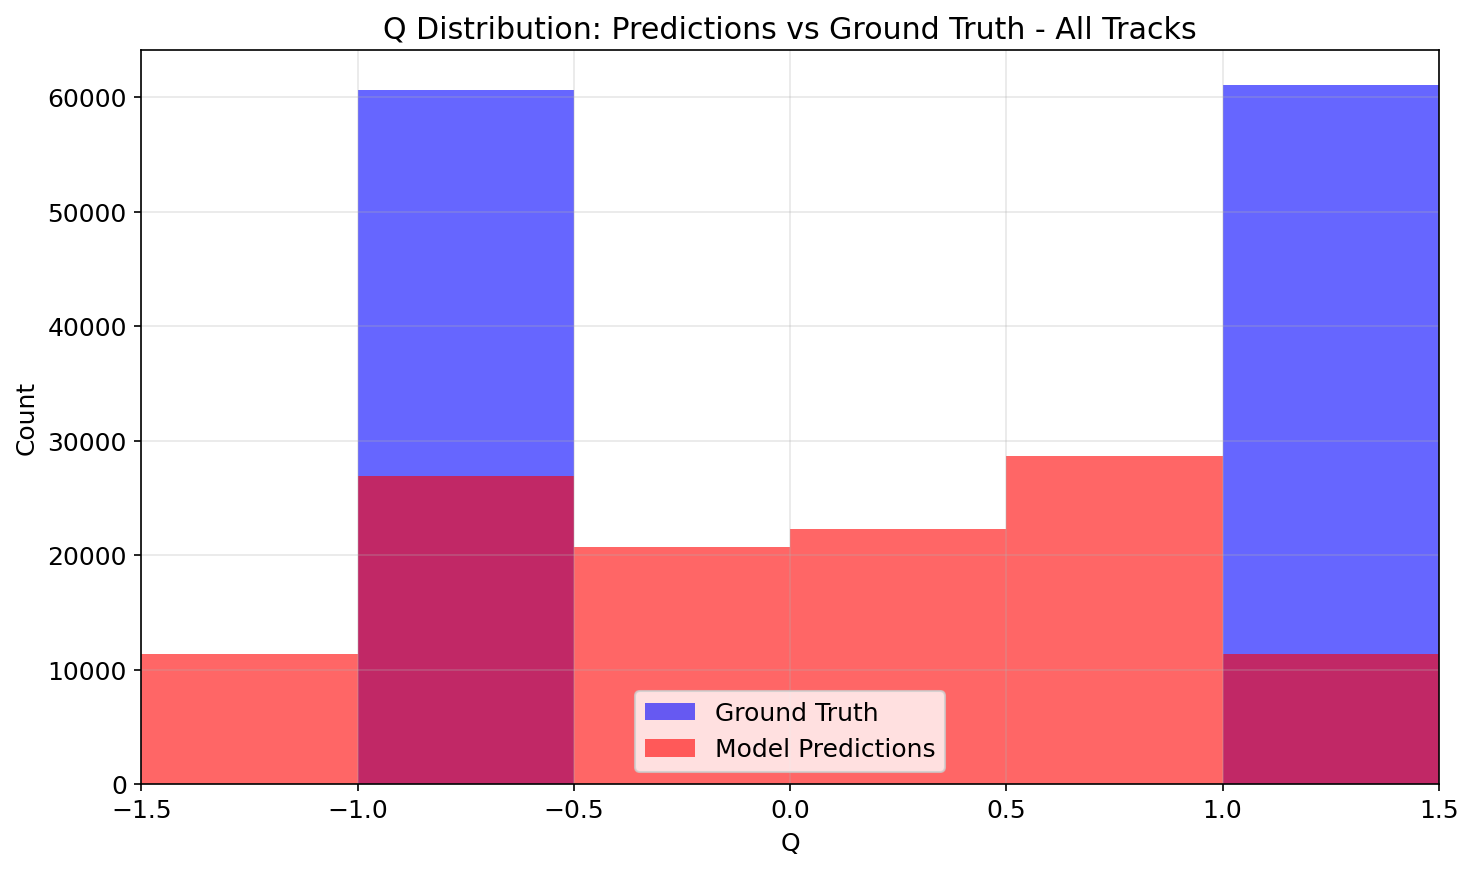 Q Distribution: Predictions vs Ground Truth - All Tracks
60000
50000
40000
30000
20000
10000
0
Count
Ground Truth
Model Predictions
−1.5 −1.0 −0.5 0.0 0.5 1.0 1.5
Q